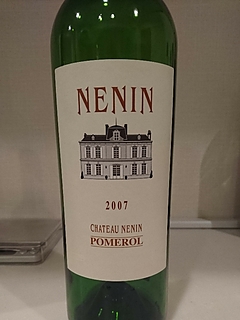 NENIN
2007
CHATEAU NENIN
POMEROL